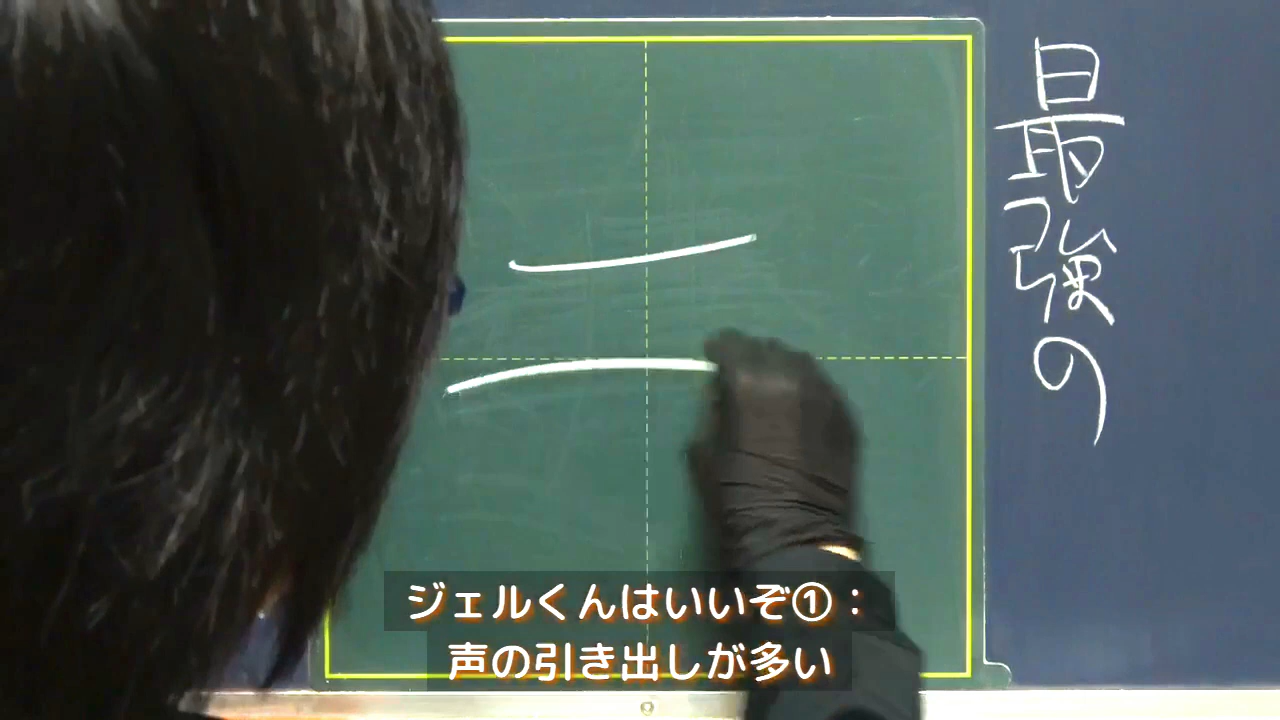 最強の
二
ジェルくんはいいぞ①：
声の引き出しが多い